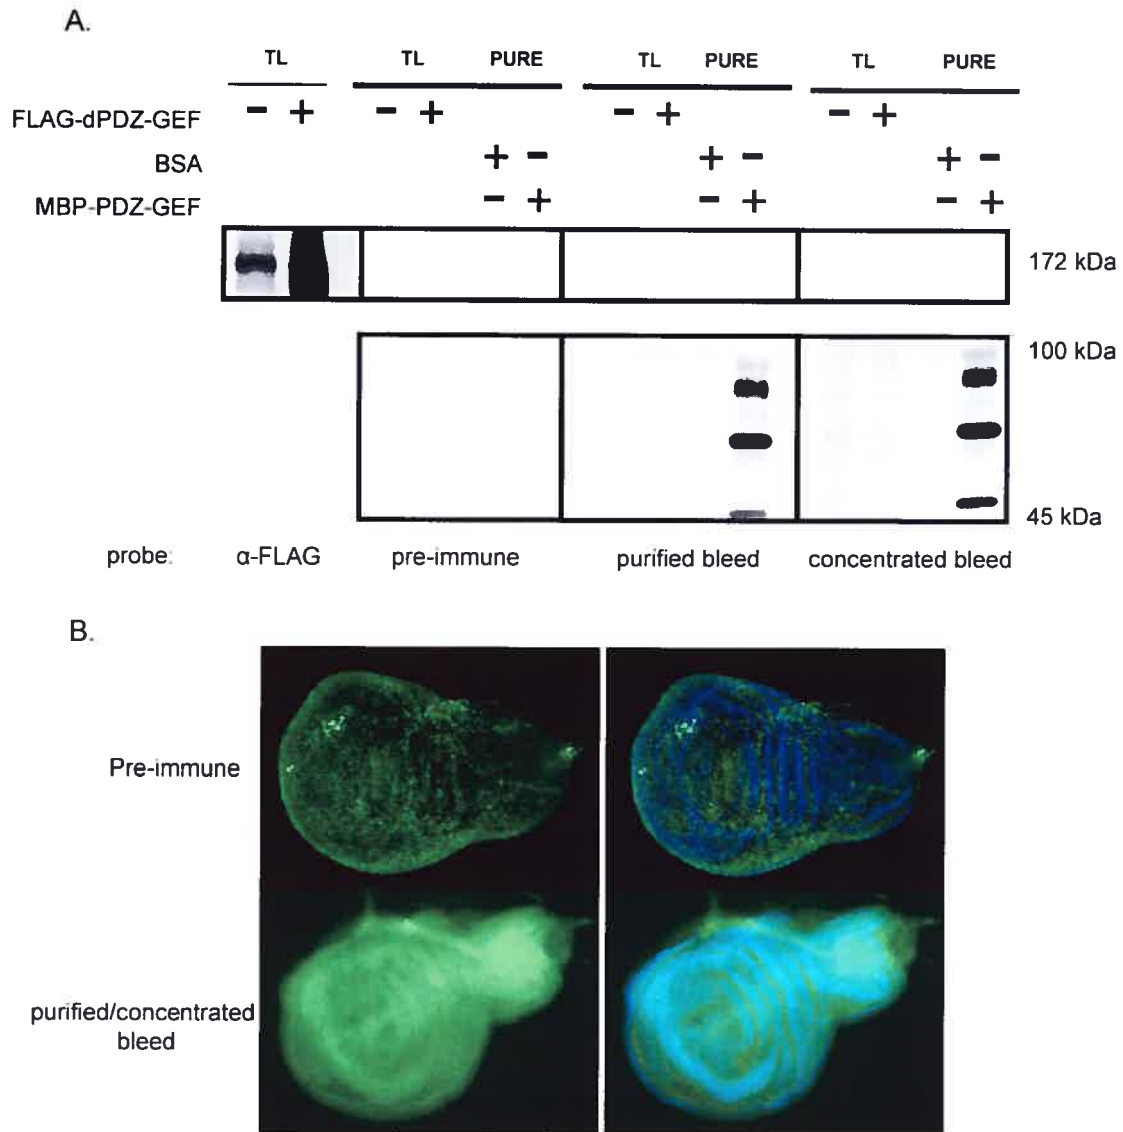 A.
TL TL PURE TL PURE TL PURE
FLAG-dPDZ-GEF - + - + - + - +
BSA + - + - + -
MBP-PDZ-GEF - + - + - +
172 kDa
100 kDa
45 kDa
probe: α-FLAG pre-immune purified bleed concentrated bleed
B.
Pre-immune
purified/concentrated
bleed